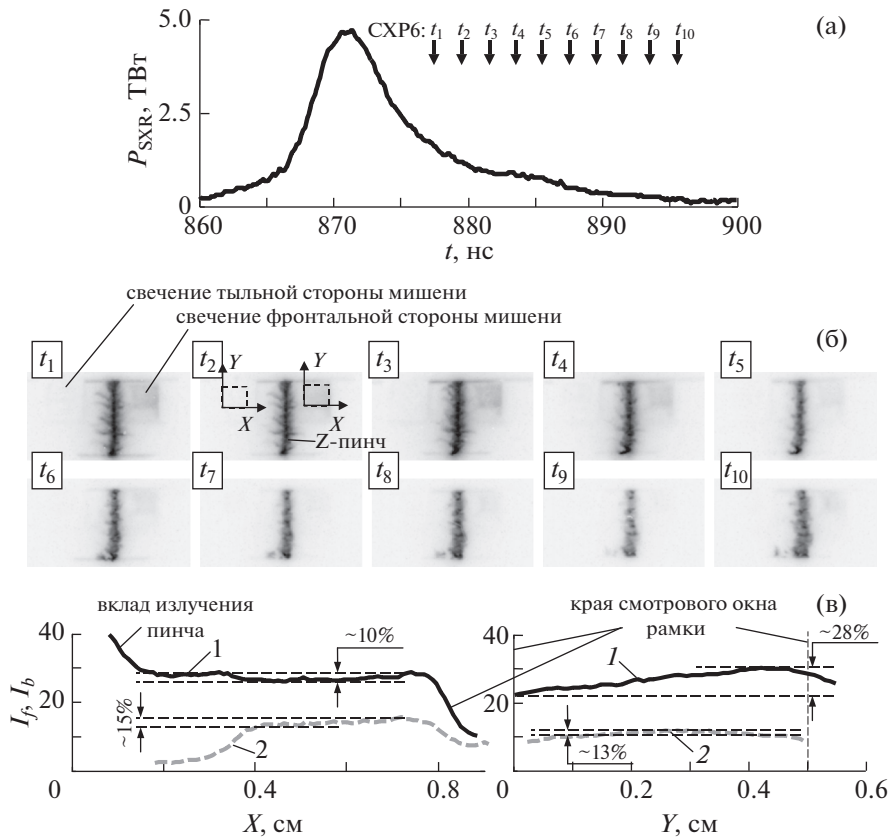 (а)
5.0
2.5
0
P_SXR, ТВт
СХР6: t1 t2 t3 t4 t5 t6 t7 t8 t9 t10
860 870 880 890 900
t, нс
свечение тыльной стороны мишени
свечение фронтальной стороны мишени
(б)
t1 t2 Y Y t3 t4 t5
X X
Z-пинч
t6 t7 t8 t9 t10
(в)
вклад излучения
пинча
1
~10%
40
20
I_f, I_b
~15%
2
0 0.4 0.8
X, см
края смотрового окна
рамки
~28%
1
40
20
~13%
2
0 0.2 0.4 0.6
Y, см